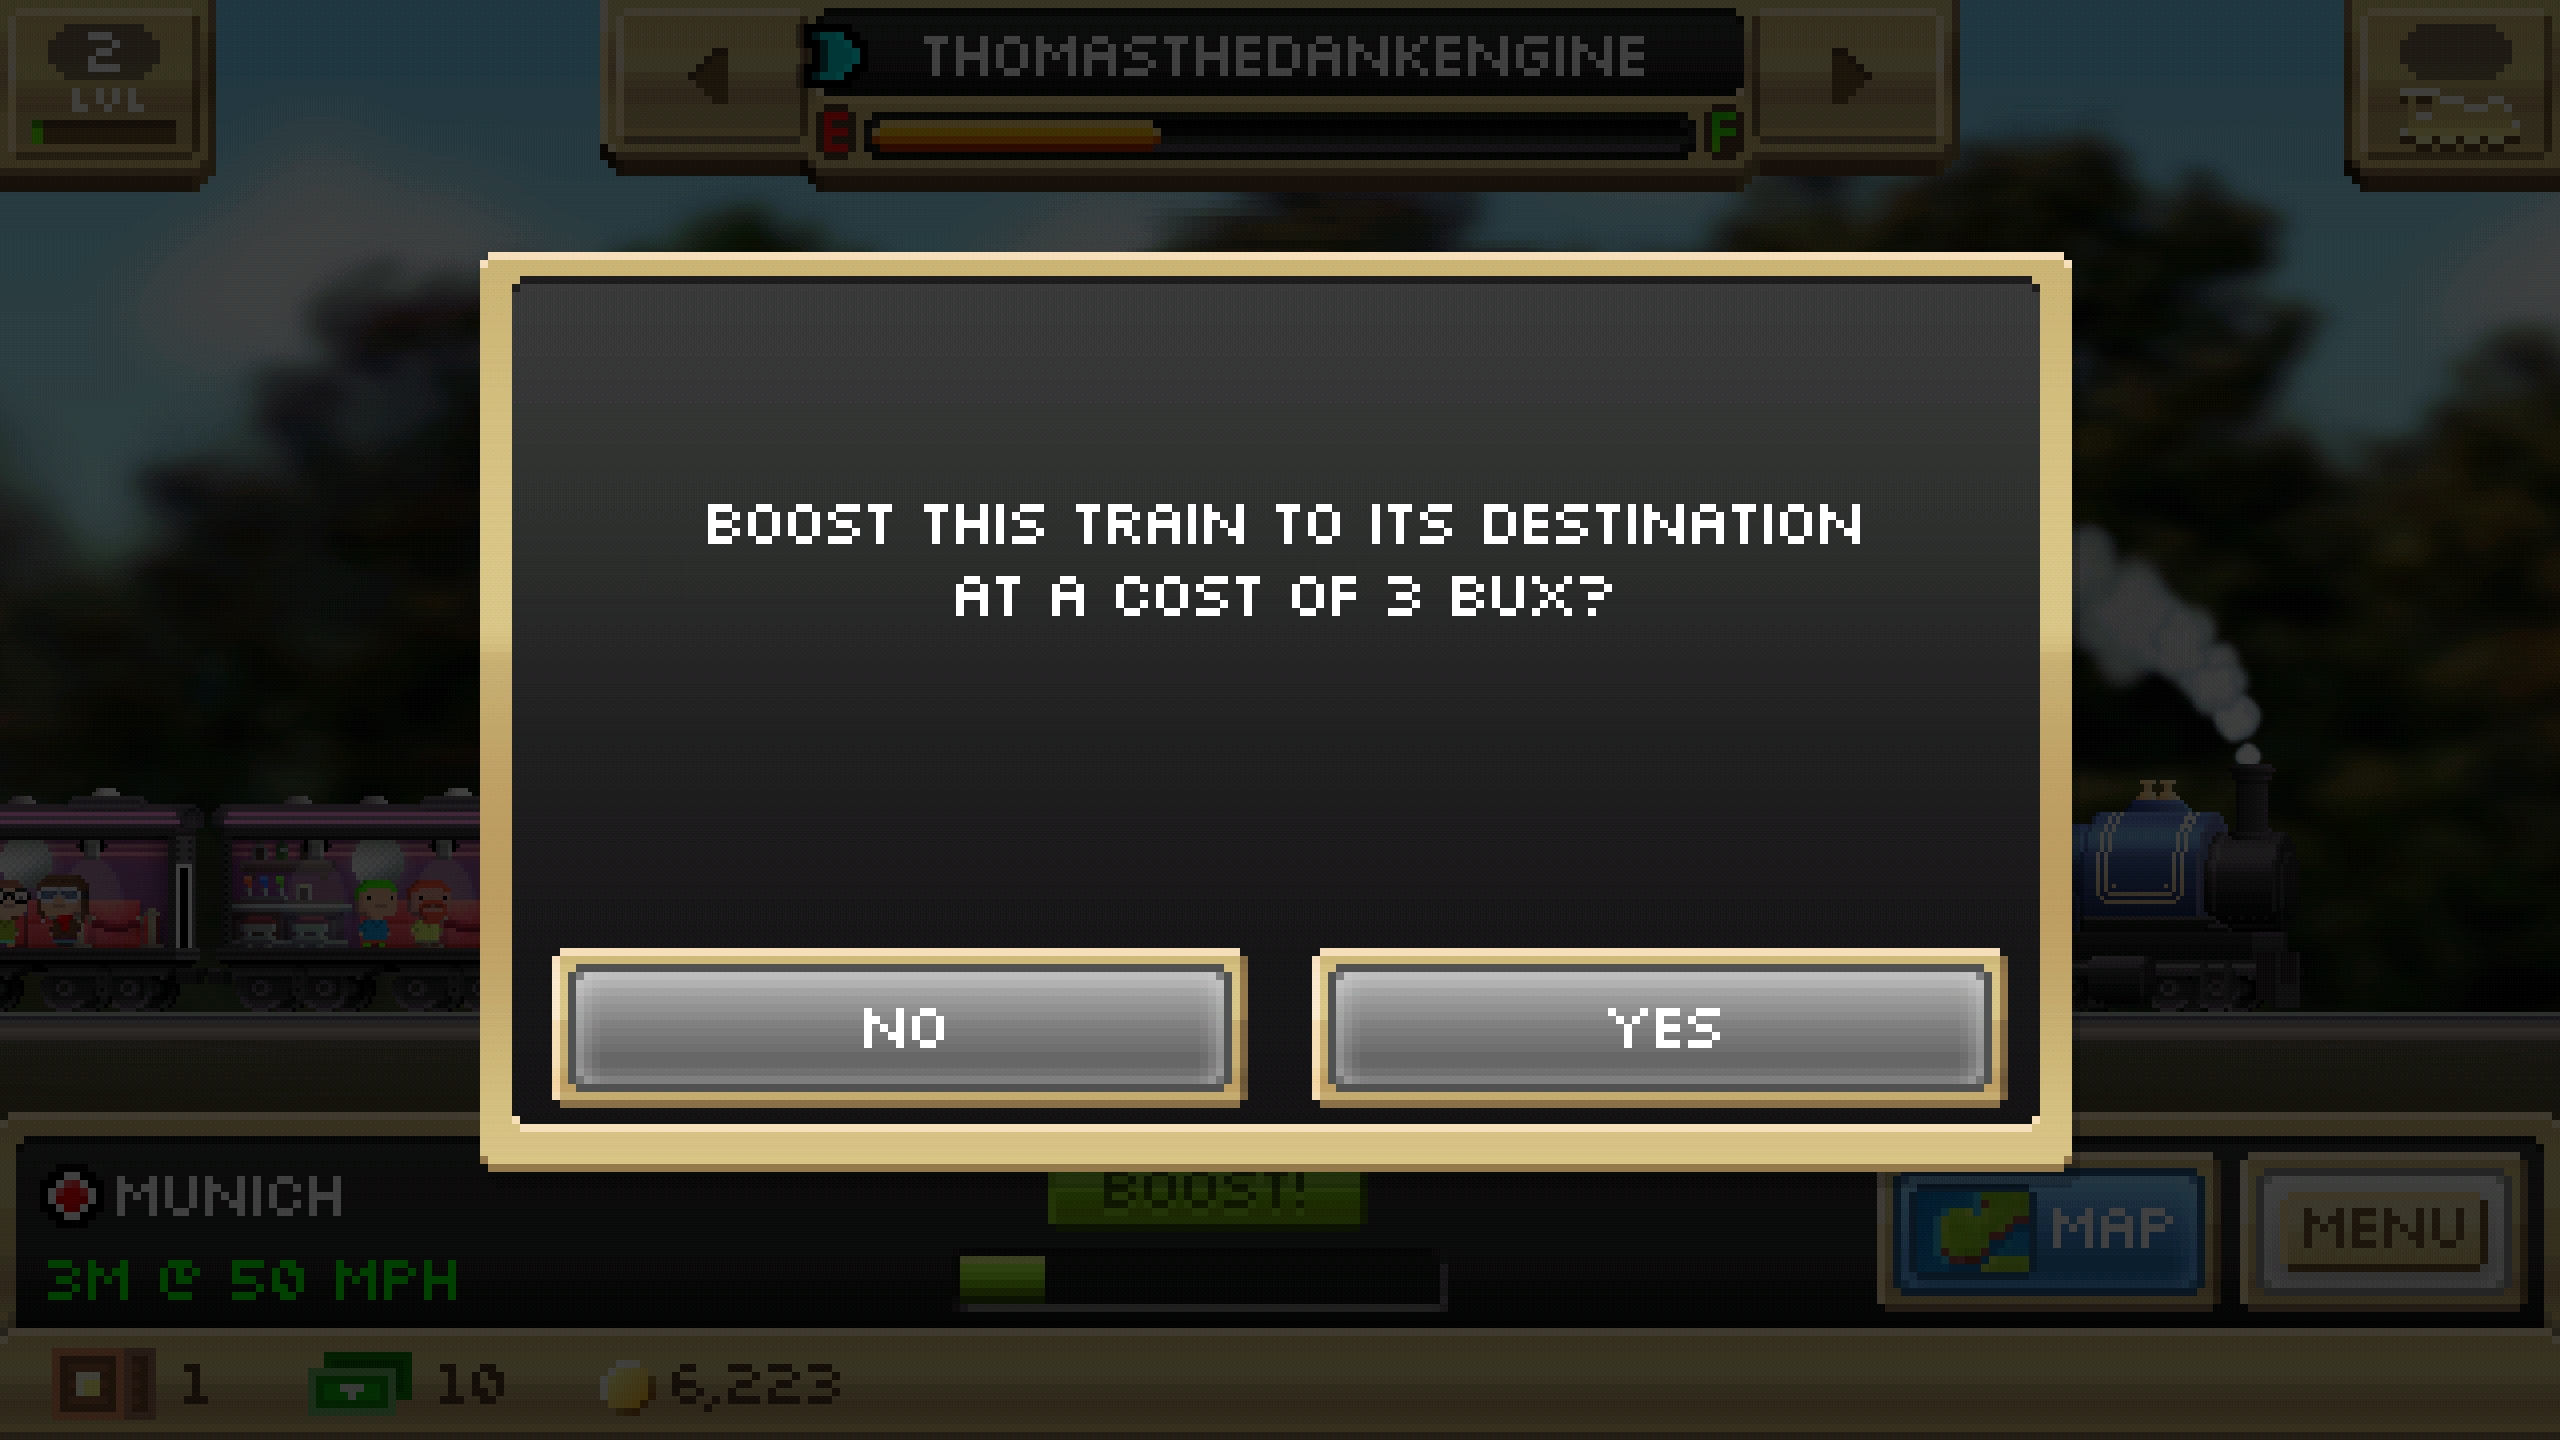 2
LVL
THOMASTHEDANKENGINE
E F
BOOST THIS TRAIN TO ITS DESTINATION
AT A COST OF 3 BUX?
NO YES
MUNICH
3M @ 50 MPH
BOOST!
MAP
MENU
1 10 6,223